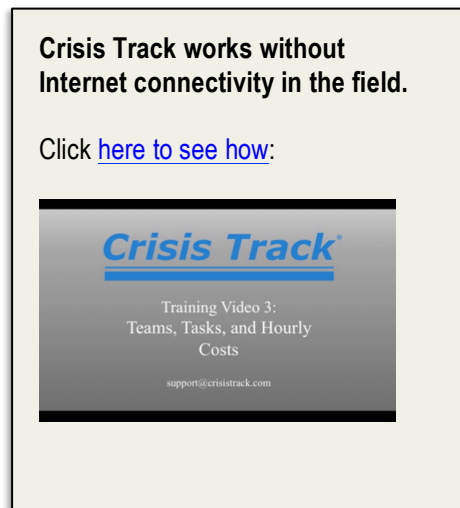 Crisis Track works without
Internet connectivity in the field.
Click here to see how:
Crisis Track®
Training Video 3:
Teams, Tasks, and Hourly
Costs
support@crisistrack.com